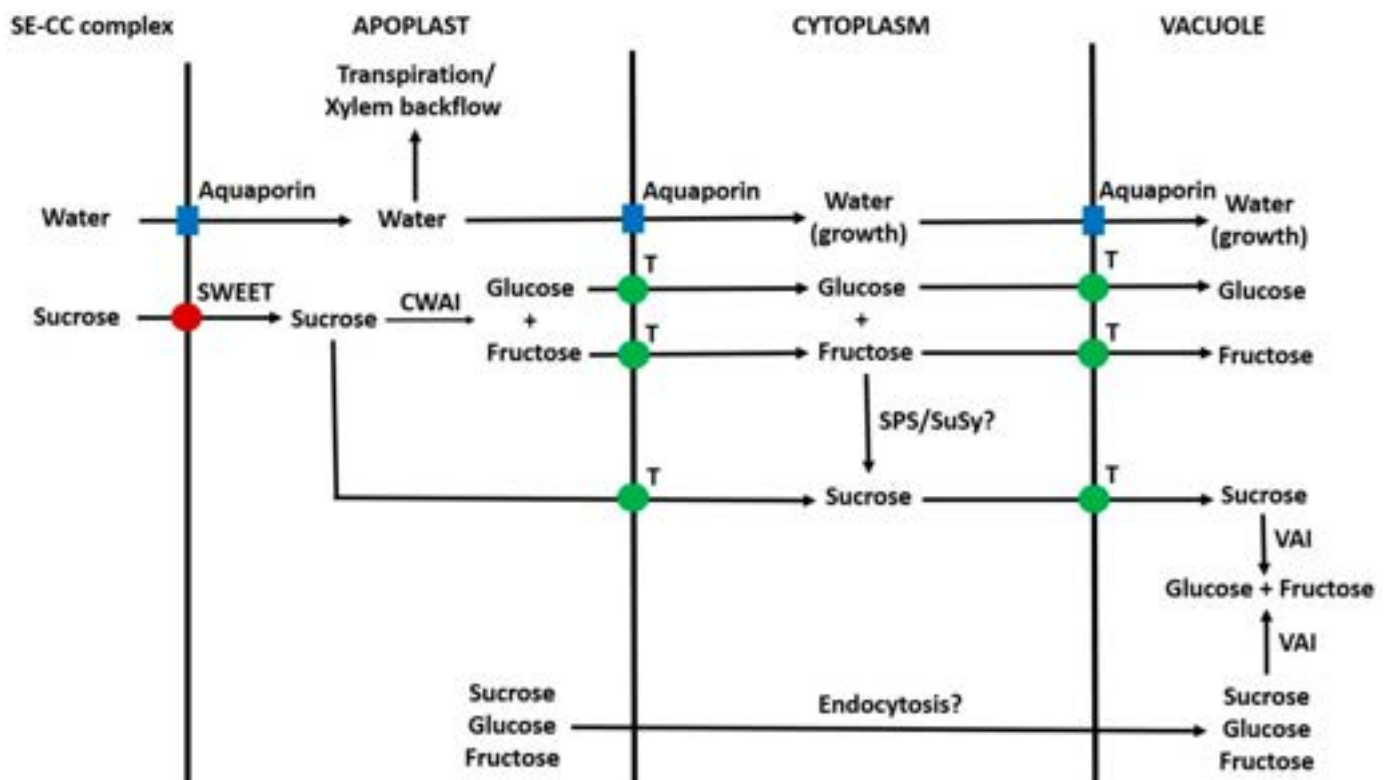 SE-CC complex
APOPLAST
CYTOPLASM
VACUOLE
Transpiration/
Xylem backflow
Aquaporin
Aquaporin
Aquaporin
Water
Water
Water
(growth)
Water
(growth)
T
T
SWEET
Glucose
Glucose
Glucose
Sucrose
Sucrose
CWAI
+
+
T
T
Fructose
Fructose
Fructose
SPS/SuSy?
T
T
Sucrose
Sucrose
VAI
Glucose + Fructose
VAI
Sucrose
Glucose
Fructose
Endocytosis?
Sucrose
Glucose
Fructose